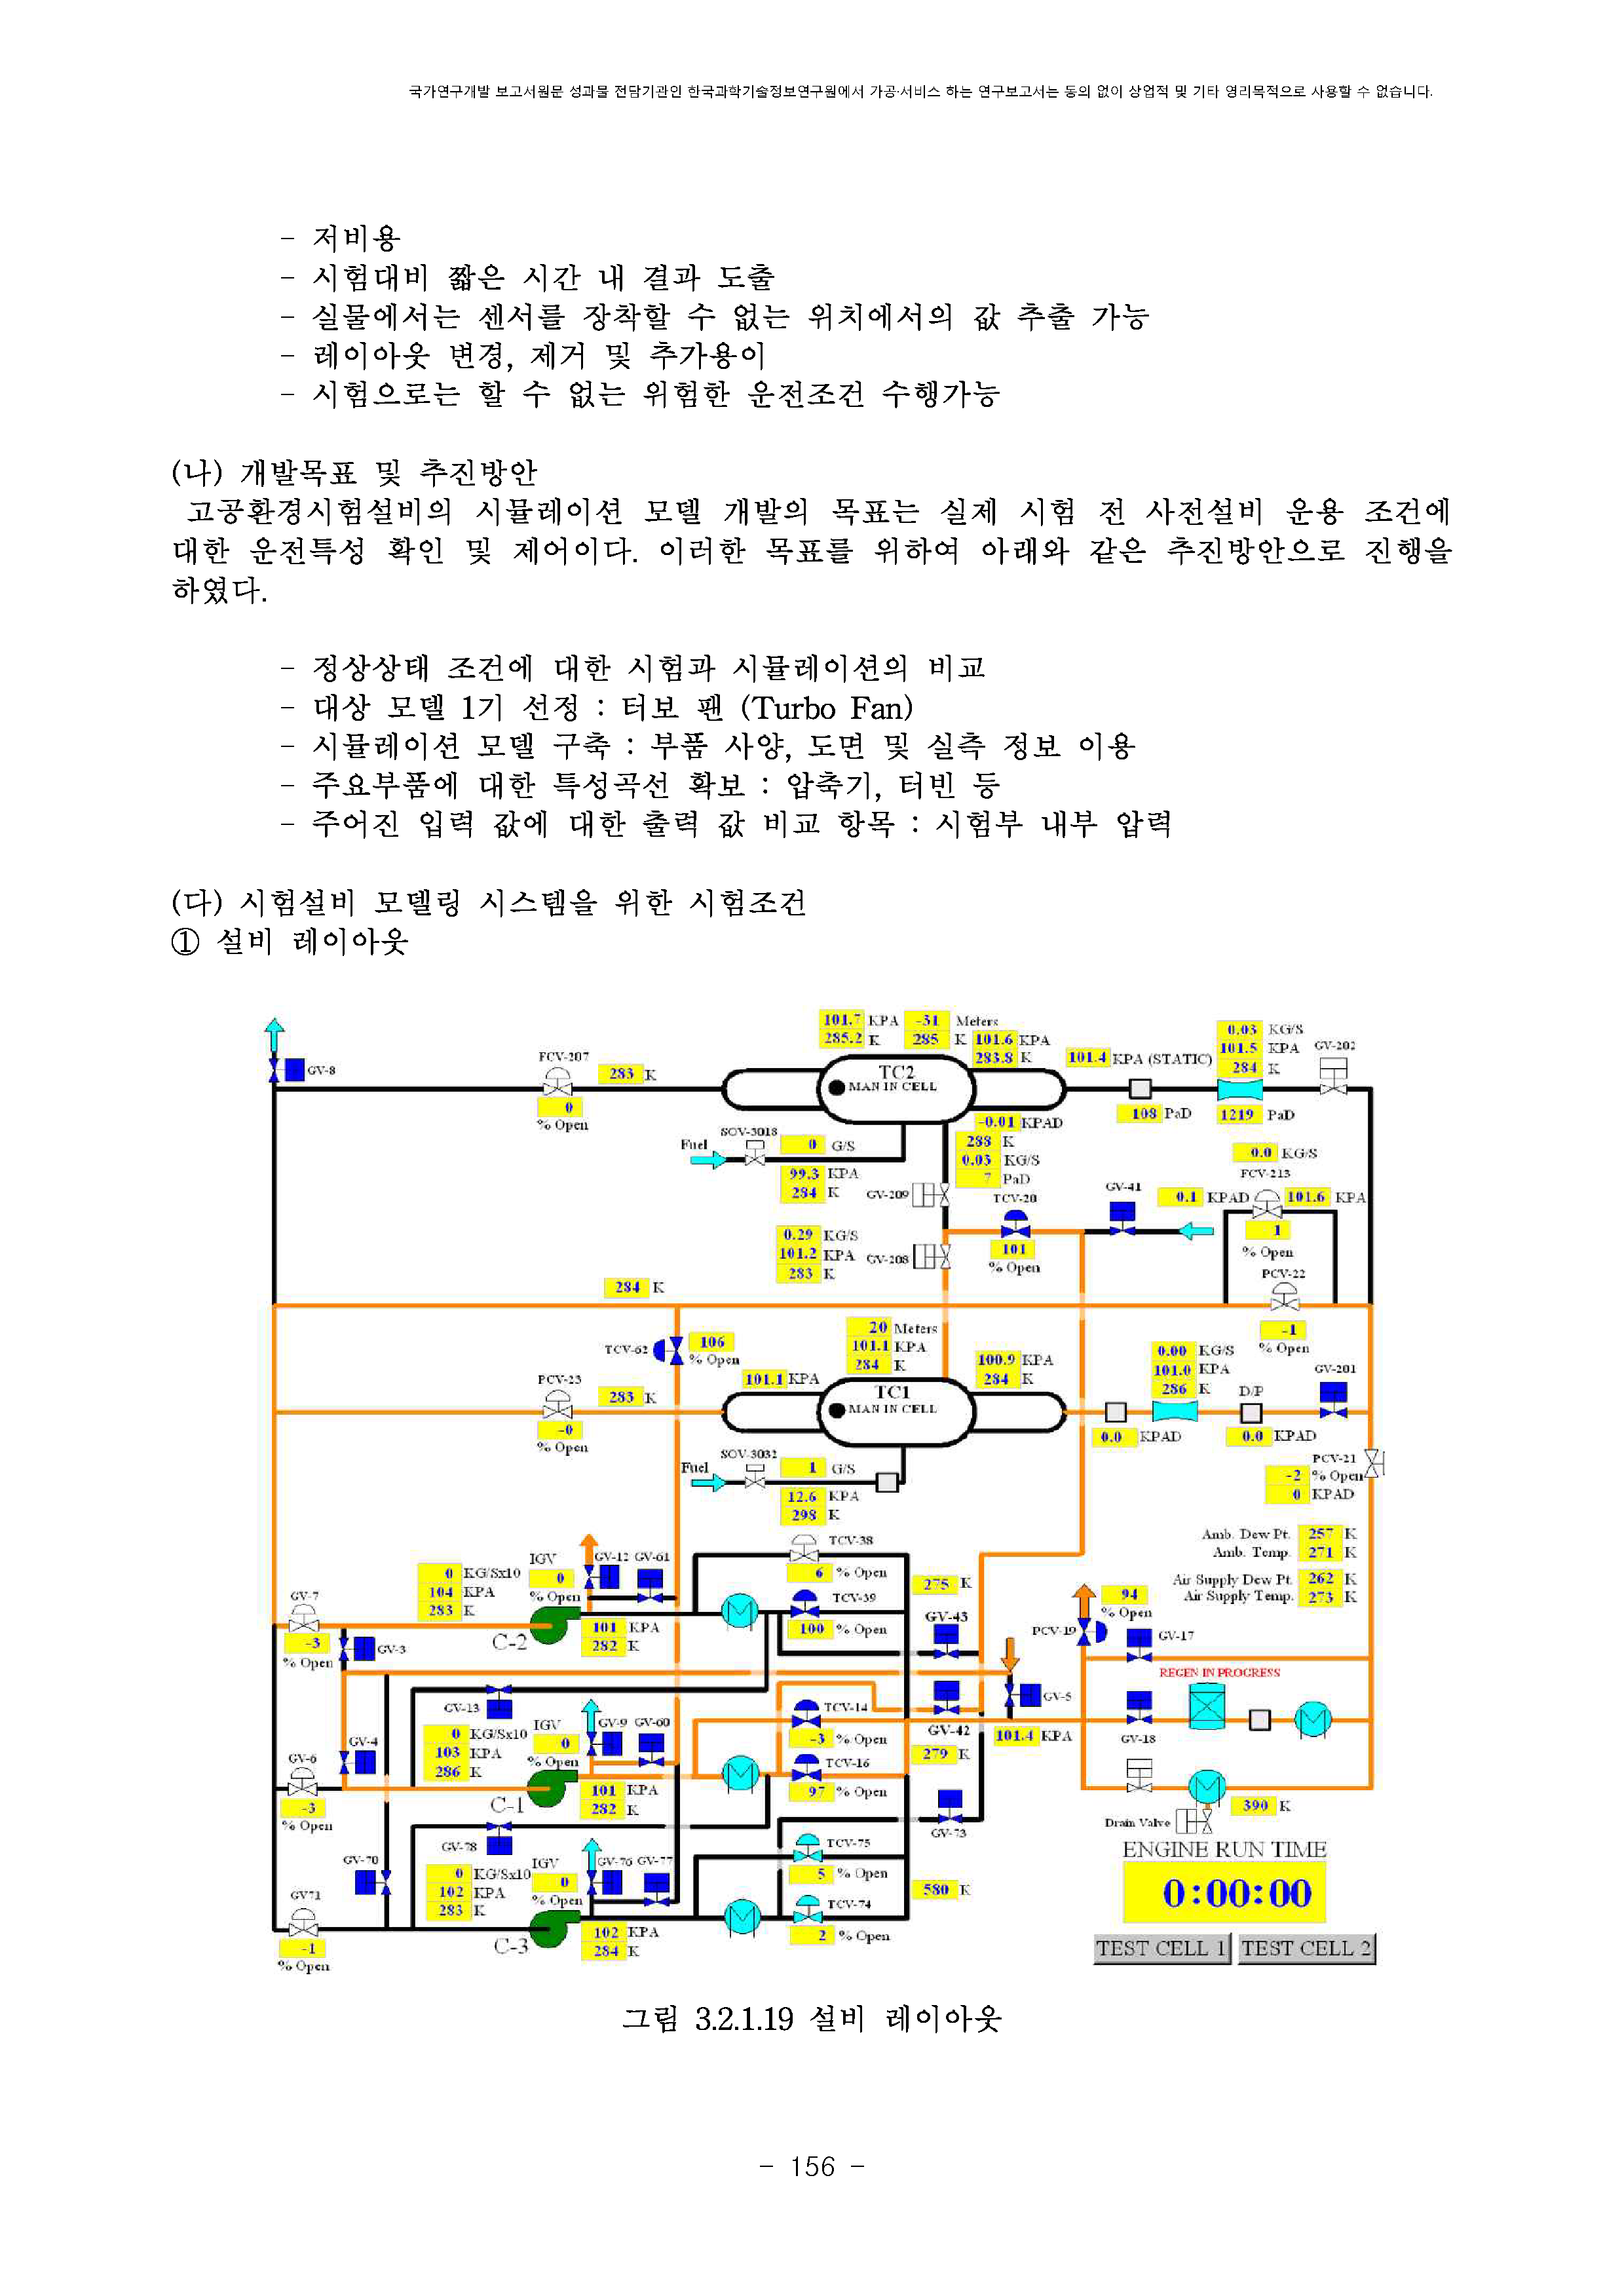 국가연구개발 보고서원문 성과물 전담기관인 한국과학기술정보연구원에서 가공·서비스 하는 연구보고서는 동의 없이 상업적 및 기타 영리목적으로 사용할 수 없습니다.
- 저비용
- 시험대비 짧은 시간 내 결과 도출
- 실물에서는 센서를 장착할 수 없는 위치에서의 값 추출 가능
- 레이아웃 변경, 제거 및 추가용이
- 시험으로는 할 수 없는 위험한 운전조건 수행가능
(나) 개발목표 및 추진방안
고공환경시험설비의 시뮬레이션 모델 개발의 목표는 실제 시험 전 사전설비 운용 조건에
대한 운전특성 확인 및 제어이다. 이러한 목표를 위하여 아래와 같은 추진방안으로 진행을
하였다.
- 정상상태 조건에 대한 시험과 시뮬레이션의 비교
- 대상 모델 1기 선정 : 터보 팬 (Turbo Fan)
- 시뮬레이션 모델 구축 : 부품 사양, 도면 및 실측 정보 이용
- 주요부품에 대한 특성곡선 확보 : 압축기, 터빈 등
- 주어진 입력 값에 대한 출력 값 비교 항목 : 시험부 내부 압력
(다) 시험설비 모델링 시스템을 위한 시험조건
① 설비 레이아웃
101.7 KPA -31 Meters
285.2 K 285 K 101.6 KPA
283.8 K
101.4 KPA (STATIC)
0.03 KG/S
101.5 KPA GV-202
284 K
GV-8
FCV-207
283 K
0
% Open
TC2
MAN IN CELL
108 PaD 1219 PaD
-0.01 KPAD
288 K
0.03 KG/S
7 PaD
Fuel SOV-3018 0 G/S
99.3 KPA
284 K GV-209
TCV-20
GV-41
0.0 KG/S
FCV-213
0.1 KPAD 101.6 KPA
1
% Open
0.29 KG/S
101.2 KPA GV-208
283 K
101
% Open
PCV-22
284 K
-1
% Open
TCV-62 106
% Open
20 Meters
101.1 KPA
284 K
100.9 KPA
284 K
0.00 KG/S
101.0 KPA
286 K D/P
GV-201
PCV-23
283 K
101.1 KPA
-0
% Open
TC1
MAN IN CELL
0.0 KPAD 0.0 KPAD
PCV-21
-2 % Open
0 KPAD
Fuel SOV-3032 1 G/S
12.6 KPA
298 K
Amb. Dew Pt. 257 K
Amb. Temp. 271 K
Air Supply Dew Pt. 262 K
Air Supply Temp. 273 K
TCV-38
6 % Open
275 K
TCV-39
100 % Open
GV-43
GV-7
-3
% Open
GV-3
0 KG/Sx10
104 KPA
283 K
IGV
0
% Open
GV-12 GV-61
C-2
101 KPA
282 K
94
% Open
PCV-19 GV-17
REGEN IN PROGRESS
GV-5
GV-13
GV-4
GV-6
-3
% Open
0 KG/Sx10
103 KPA
286 K
IGV
0
% Open
GV-9 GV-60
C-1
101 KPA
282 K
TCV-14
-3 % Open
TCV-16
97 % Open
GV-42 101.4 KPA
279 K
GV-18
390 K
Drain Valve
GV-73
GV-78
GV-70
GV71
-1
% Open
0 KG/Sx10
102 KPA
283 K
IGV
0
% Open
GV-76 GV-77
C-3
102 KPA
284 K
TCV-75
5 % Open
580 K
TCV-74
2 % Open
ENGINE RUN TIME
0:00:00
TEST CELL 1 TEST CELL 2
그림 3.2.1.19 설비 레이아웃
- 156 -